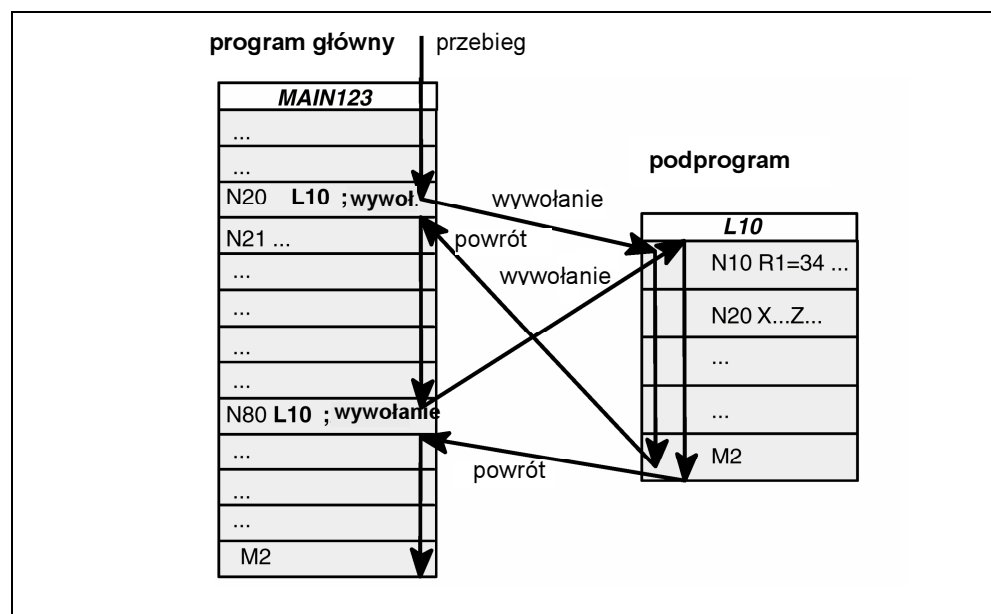 program główny
przebieg
MAIN123
...
...
N20 L10 ; wywoł.
N21 ...
...
...
...
...
N80 L10 ; wywołanie
...
...
...
M2
wywołanie
powrót
wywołanie
powrót
podprogram
L10
N10 R1=34 ...
N20 X...Z...
...
...
M2